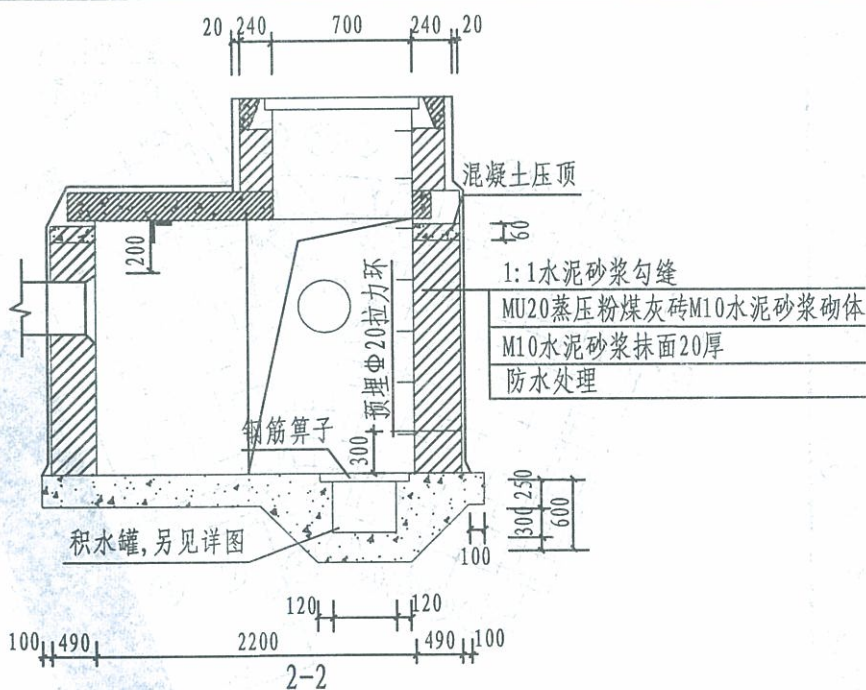 20 240 700 240 20
混凝土压顶
60
200
1:1水泥砂浆勾缝
MU20蒸压粉煤灰砖M10水泥砂浆砌体
M10水泥砂浆抹面20厚
防水处理
预埋Φ20拉力环
钢筋箅子
300
250
300
600
积水罐,另见详图
100
120 120
100 490 2200 490 100
2-2